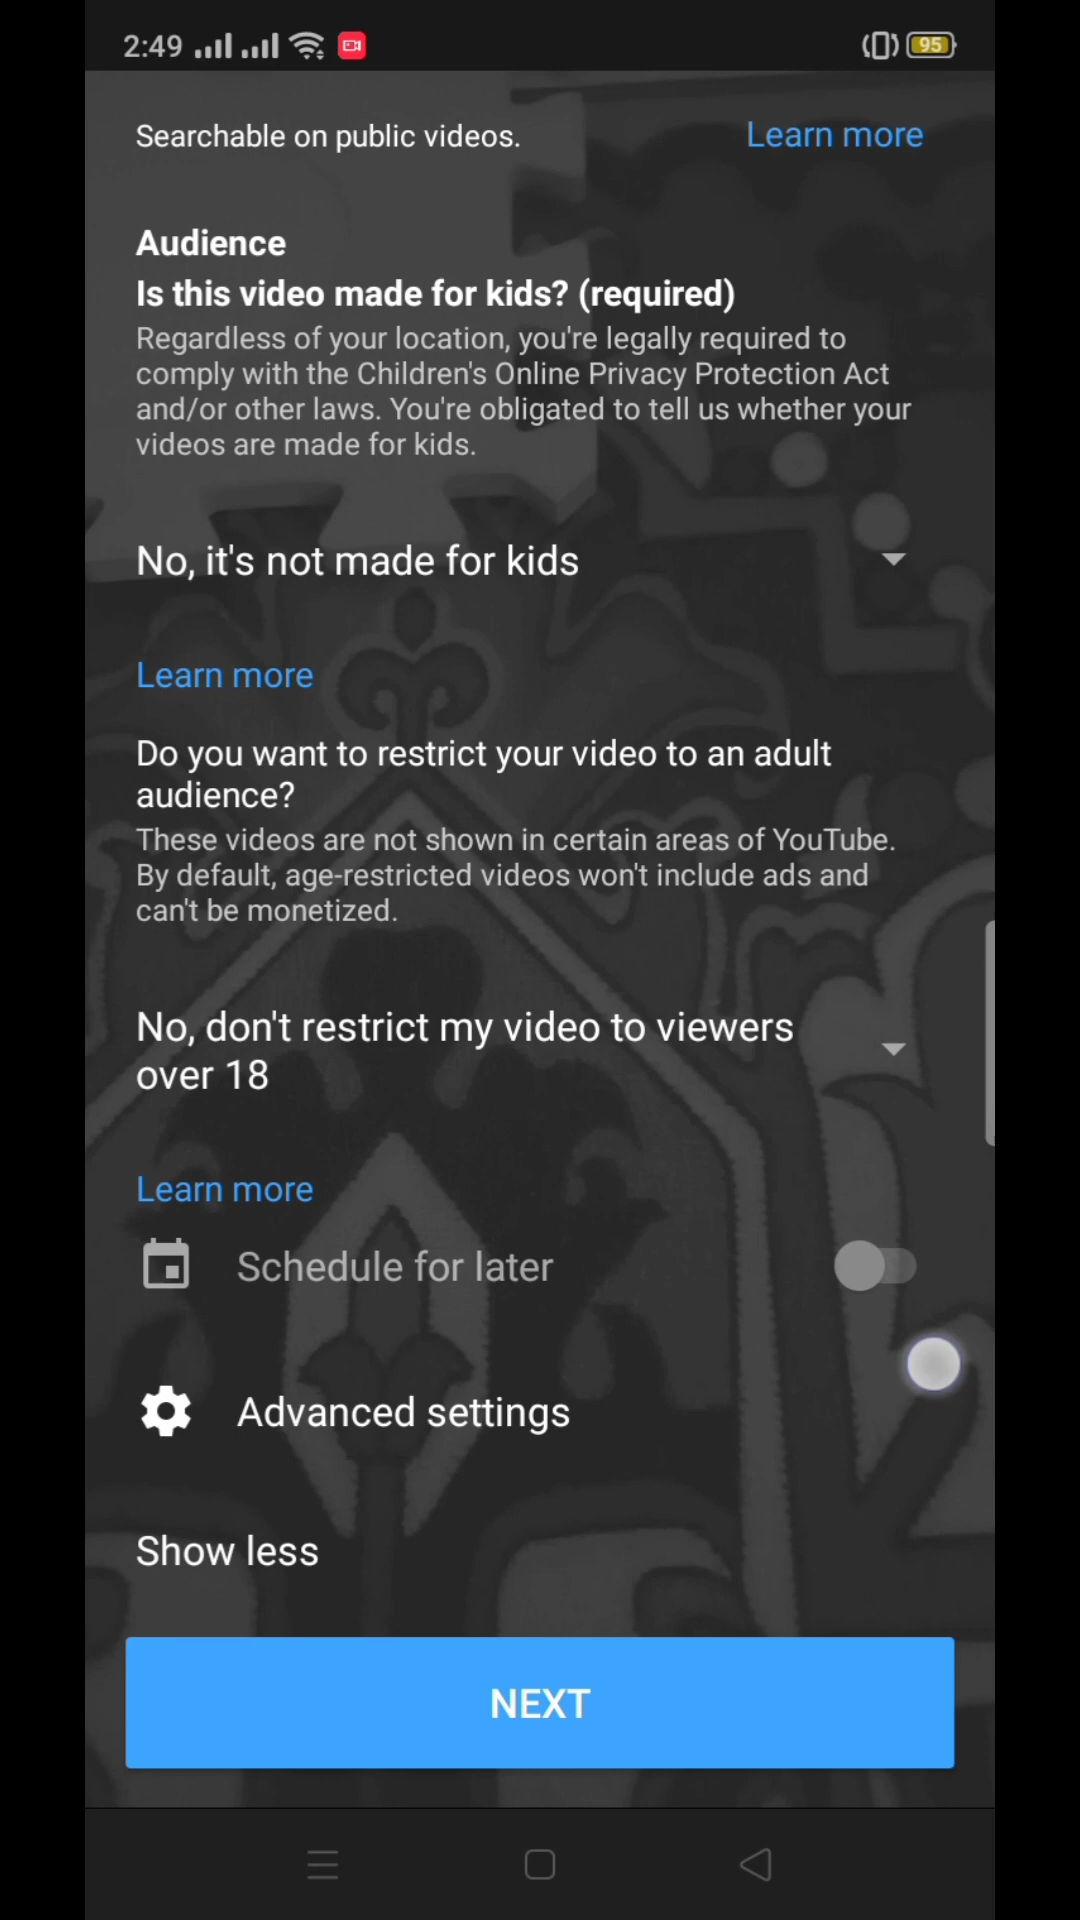 2:49
95
Searchable on public videos.
Learn more
Audience
Is this video made for kids? (required)
Regardless of your location, you're legally required to
comply with the Children's Online Privacy Protection Act
and/or other laws. You're obligated to tell us whether your
videos are made for kids.
No, it's not made for kids
Learn more
Do you want to restrict your video to an adult
audience?
These videos are not shown in certain areas of YouTube.
By default, age-restricted videos won't include ads and
can't be monetized.
No, don't restrict my video to viewers
over 18
Learn more
Schedule for later
Advanced settings
Show less
NEXT